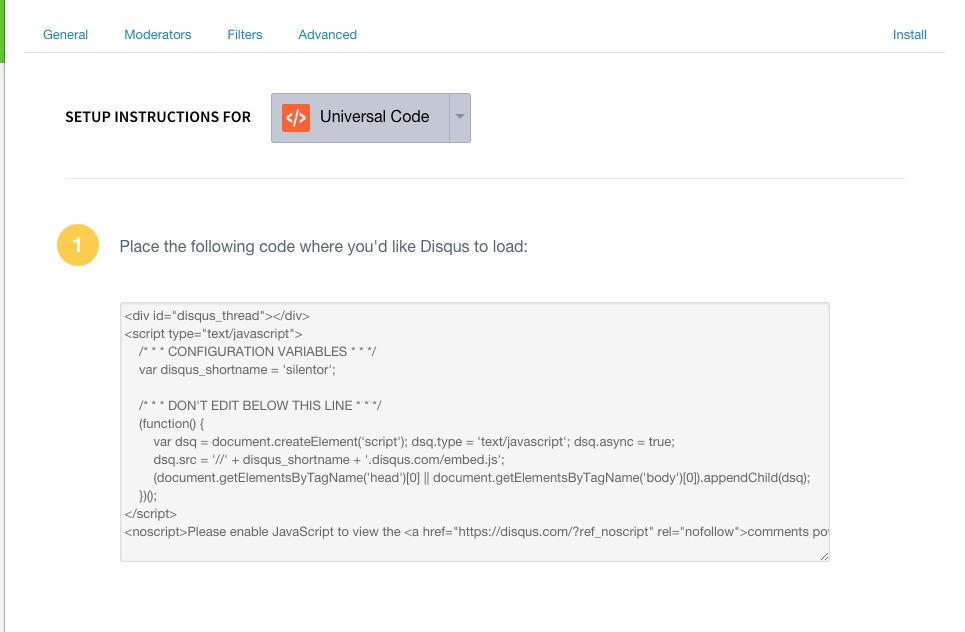 General Moderators Filters Advanced Install
SETUP INSTRUCTIONS FOR </> Universal Code
1 Place the following code where you'd like Disqus to load:
<div id="disqus_thread"></div>
<script type="text/javascript">
/* * * CONFIGURATION VARIABLES * * */
var disqus_shortname = 'silentor';
/* * * DON'T EDIT BELOW THIS LINE * * */
(function() {
var dsq = document.createElement('script'); dsq.type = 'text/javascript'; dsq.async = true;
dsq.src = '//' + disqus_shortname + '.disqus.com/embed.js';
(document.getElementsByTagName('head')[0] || document.getElementsByTagName('body')[0]).appendChild(dsq);
})();
</script>
<noscript>Please enable JavaScript to view the <a href="https://disqus.com/?ref_noscript" rel="nofollow">comments